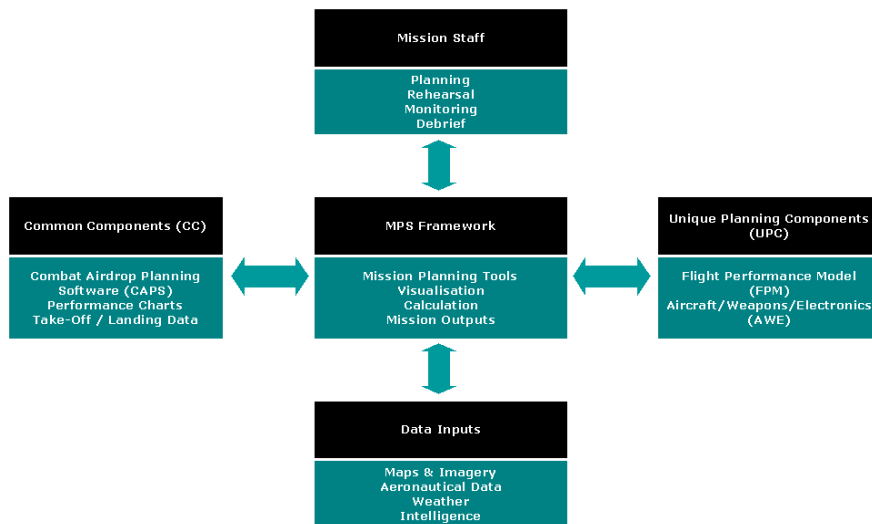 Mission Staff
Planning
Rehearsal
Monitoring
Debrief
Common Components (CC)
Combat Airdrop Planning
Software (CAPS)
Performance Charts
Take-Off / Landing Data
MPS Framework
Mission Planning Tools
Visualisation
Calculation
Mission Outputs
Unique Planning Components
(UPC)
Flight Performance Model
(FPM)
Aircraft/Weapons/Electronics
(AWE)
Data Inputs
Maps & Imagery
Aeronautical Data
Weather
Intelligence